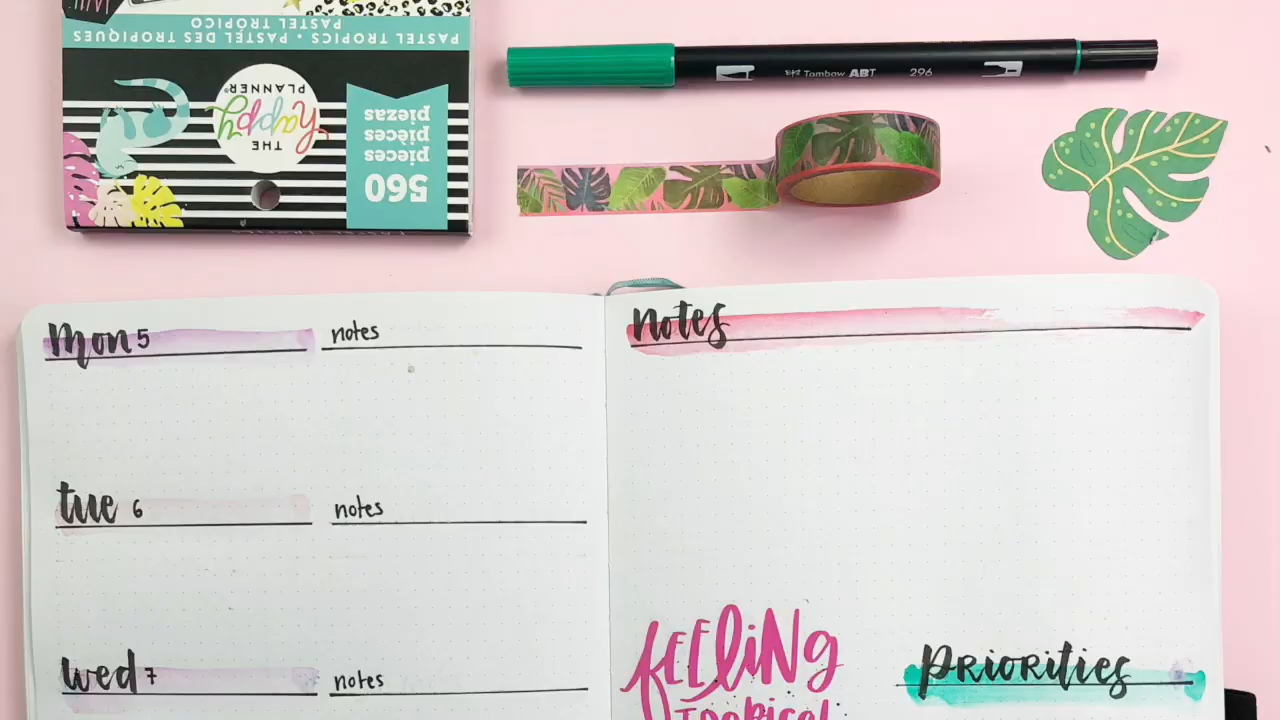 PASTEL TROPICS • PASTEL DES TROPIQUES
PASTEL TRÓPICO
THE
happy
PLANNER
560
pieces
pièces
piezas
Tombow ABT 296
Mon 5
notes
tue 6
notes
wed 7
notes
Notes
FEELING
TROPICAL
PRIORITIES